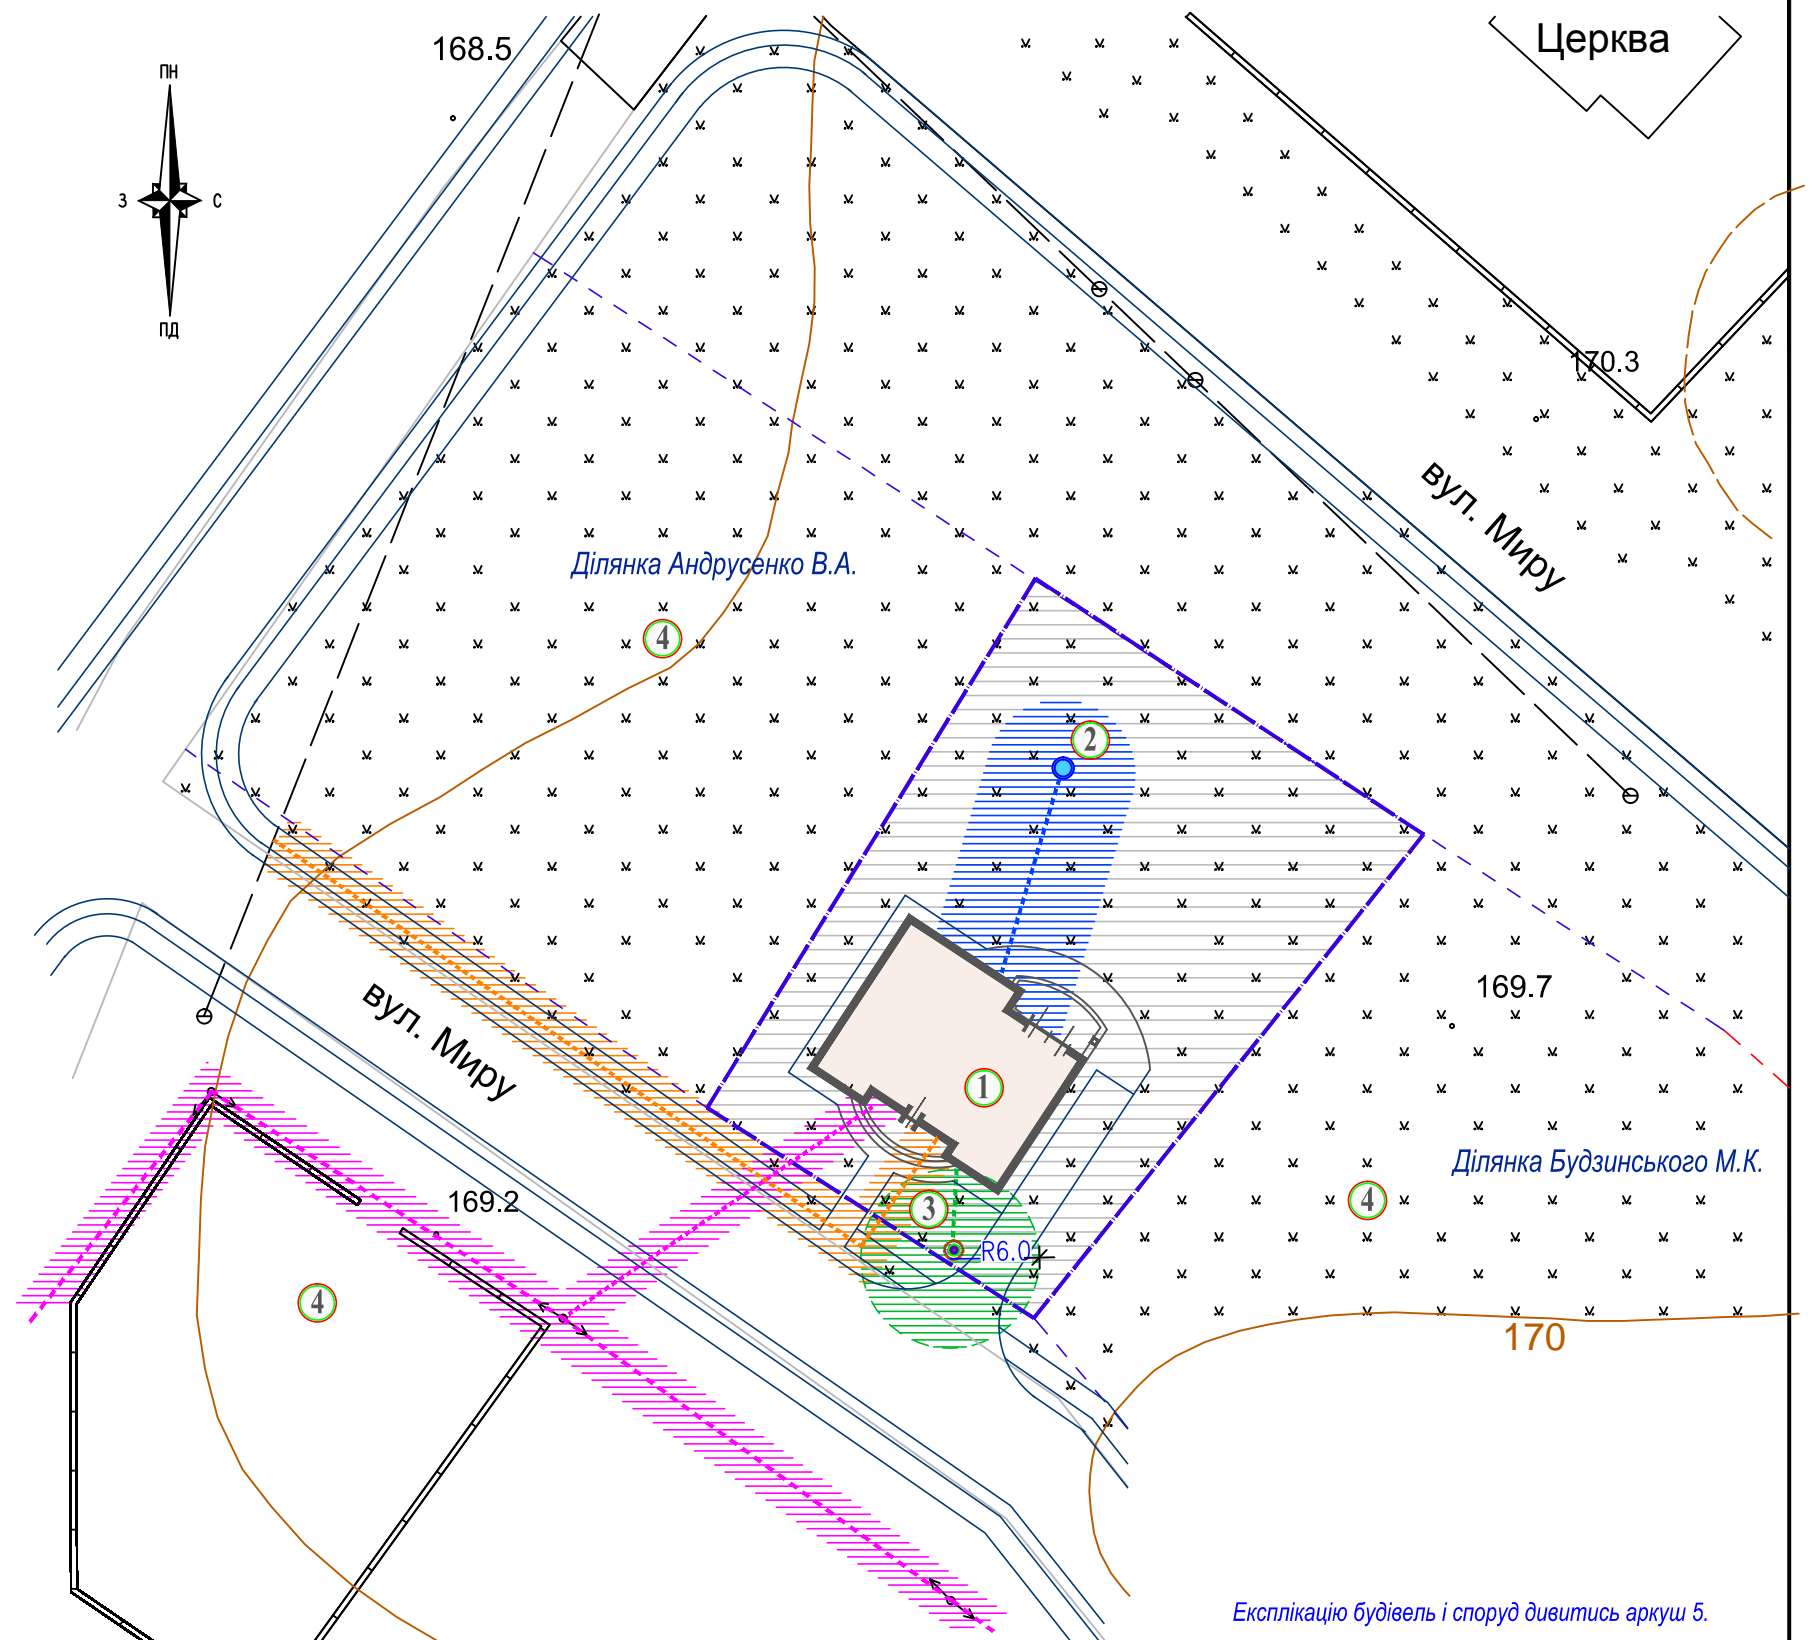 168.5
Церква
ПН
З
С
ПД
170.3
вул. Миру
Ділянка Андрусенко В.А.
4
2
169.7
вул. Миру
1
Ділянка Будзинського М.К.
4
169.2
3
R6.0
4
170
Експлікацію будівель і споруд дивитись аркуш 5.